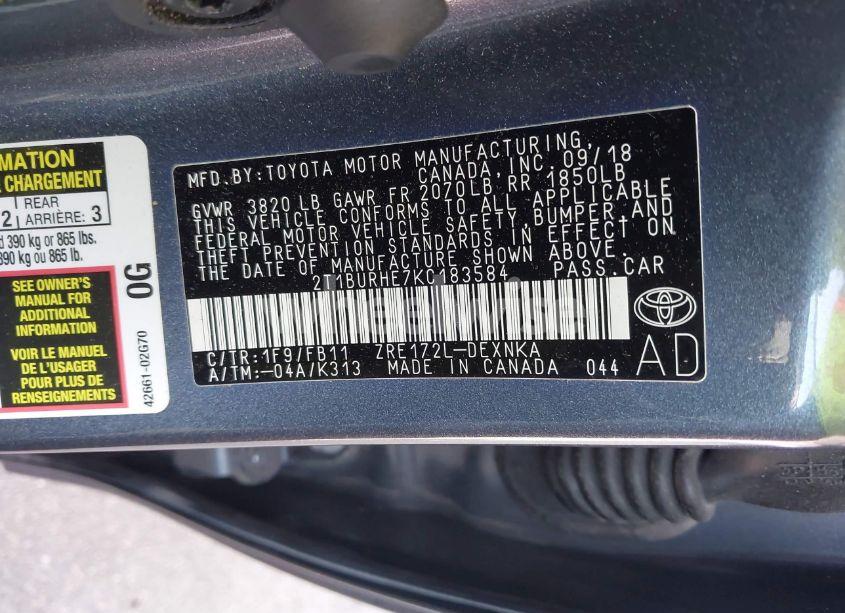 MATION
CHARGEMENT
REAR
2 ARRIÈRE: 3
d 390 kg or 865 lbs.
390 kg ou 865 lb.
SEE OWNER'S
MANUAL FOR
ADDITIONAL
INFORMATION
VOIR LE MANUEL
DE L'USAGER
POUR PLUS DE
RENSEIGNEMENTS
0G
42661-02G70
MFD. BY: TOYOTA MOTOR MANUFACTURING,
CANADA, INC. 09/18
GVWR 3820 LB GAWR FR 2070LB, RR 1850LB
THIS VEHICLE CONFORMS TO ALL APPLICABLE
FEDERAL MOTOR VEHICLE SAFETY, BUMPER, AND
THEFT PREVENTION STANDARDS IN EFFECT ON
THE DATE OF MANUFACTURE SHOWN ABOVE.
2T1BURHE7KC183584 PASS. CAR
C/TR: 1F9/FB11 ZRE172L-DEXNKA
A/TM: -04A/K313 MADE IN CANADA 044
AD